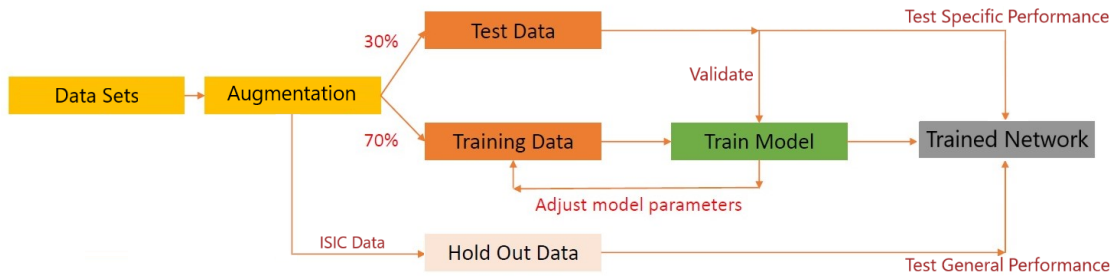 Test Specific Performance
30%
Test Data
Validate
Data Sets
Augmentation
70%
Training Data
Train Model
Trained Network
Adjust model parameters
ISIC Data
Hold Out Data
Test General Performance